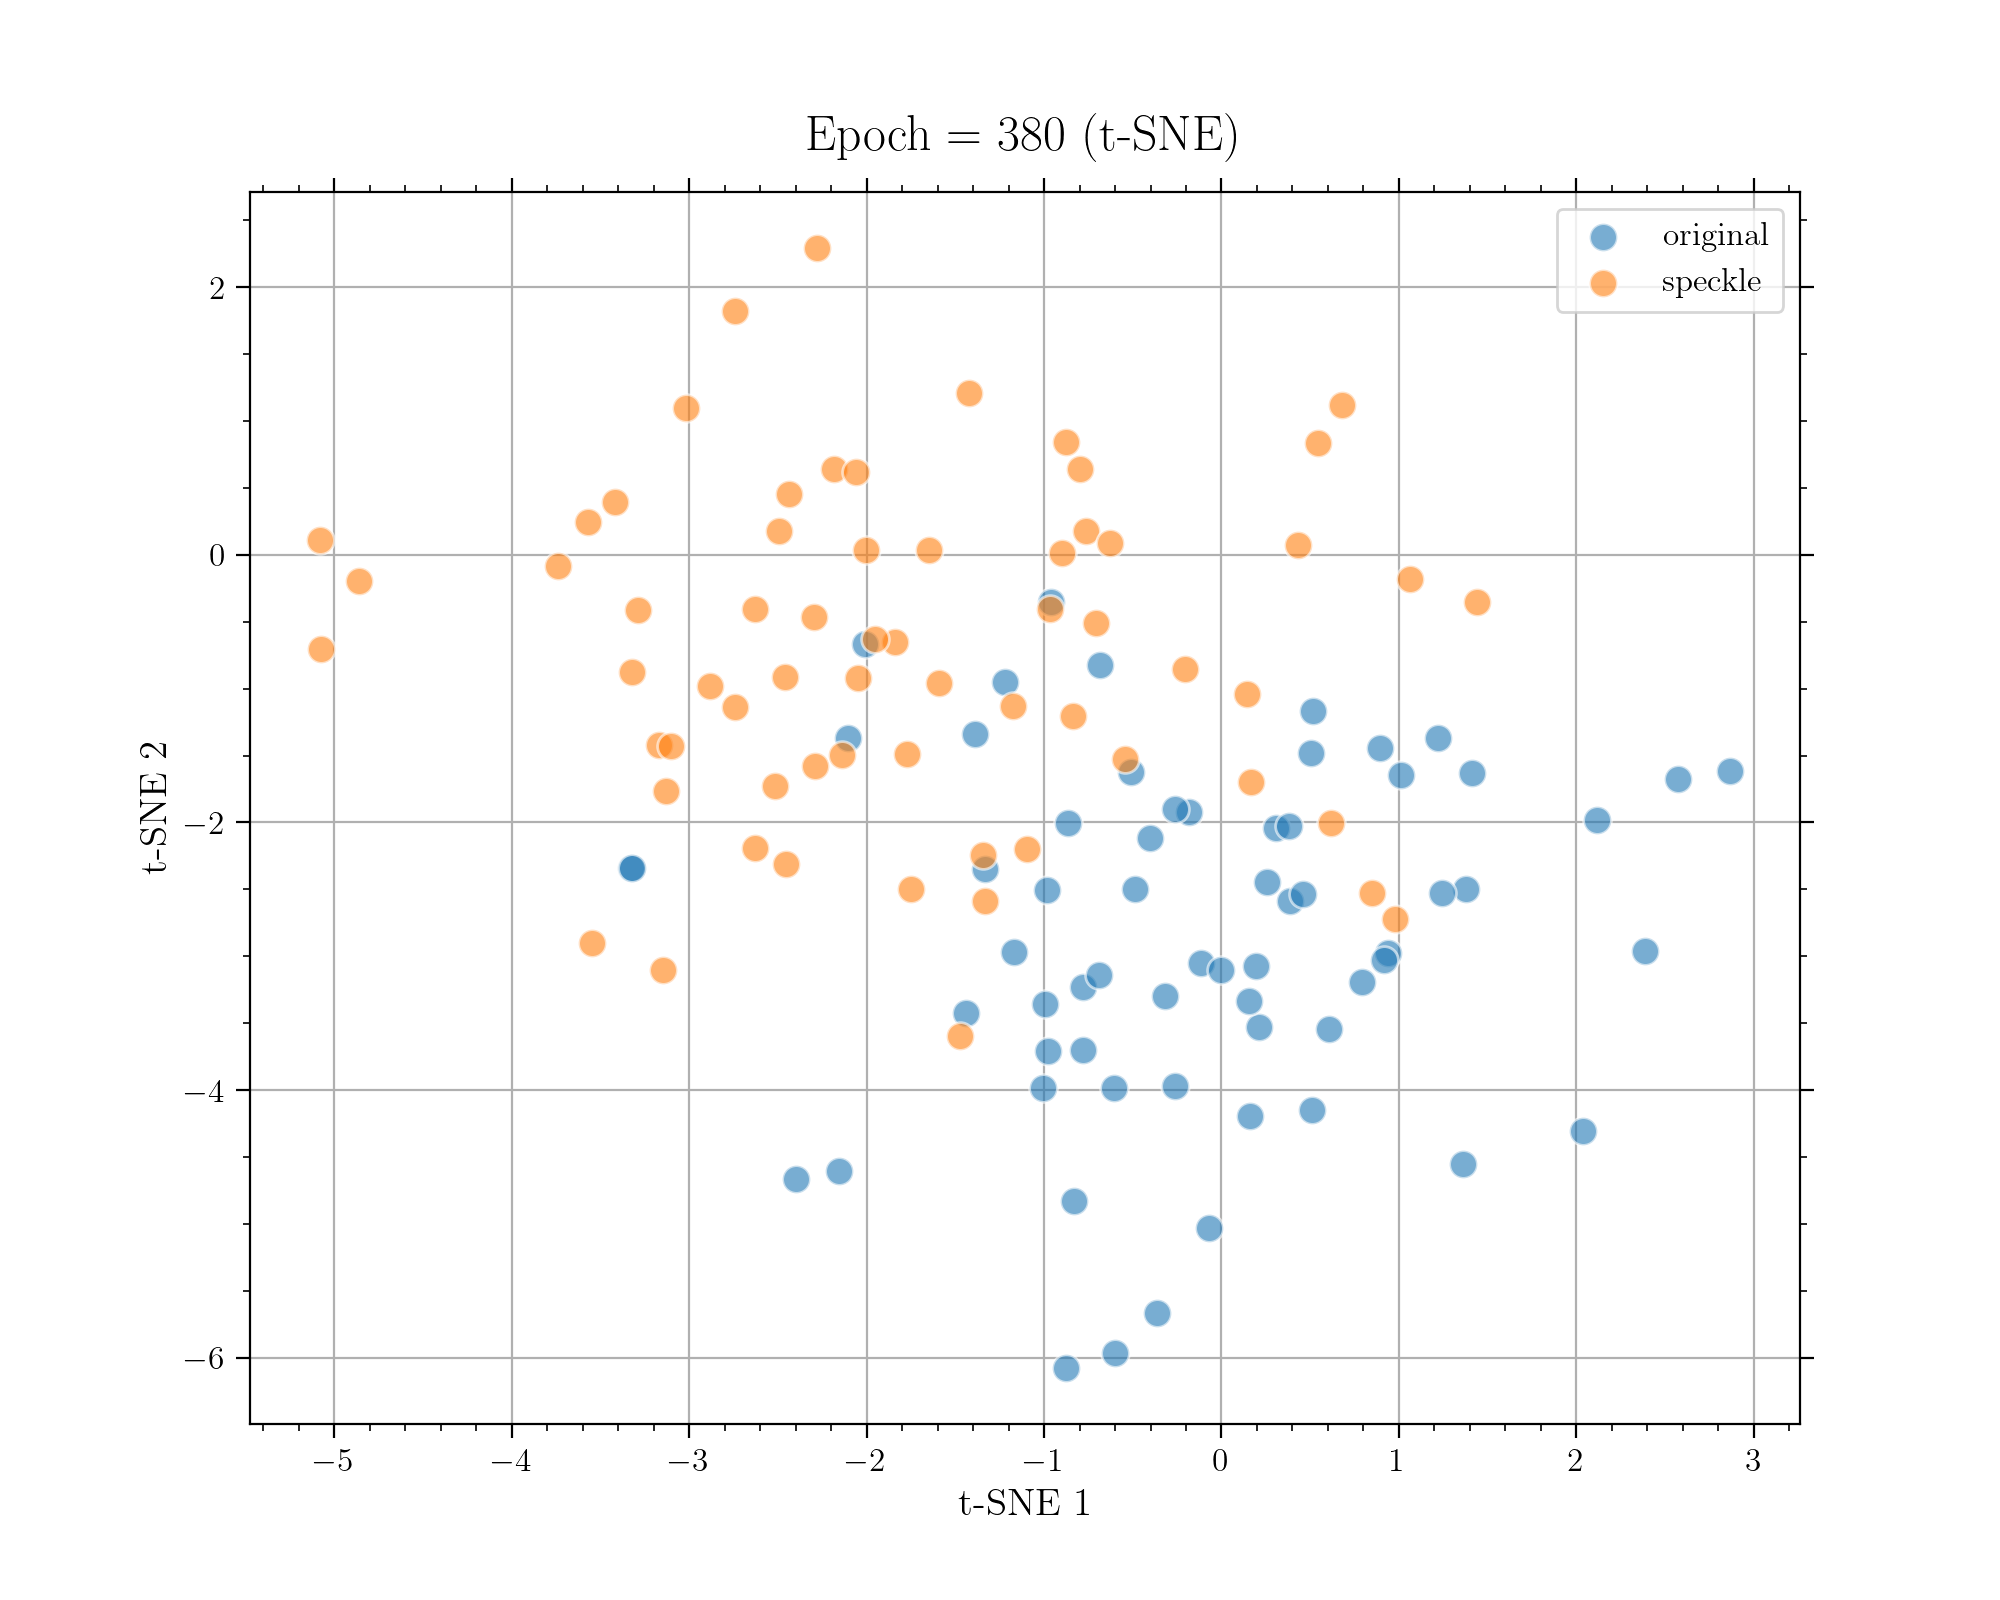 Epoch = 380 (t-SNE)
original
speckle
2
0
−2
−4
−6
t-SNE 2
−5
−4
−3
−2
−1
0
1
2
3
t-SNE 1